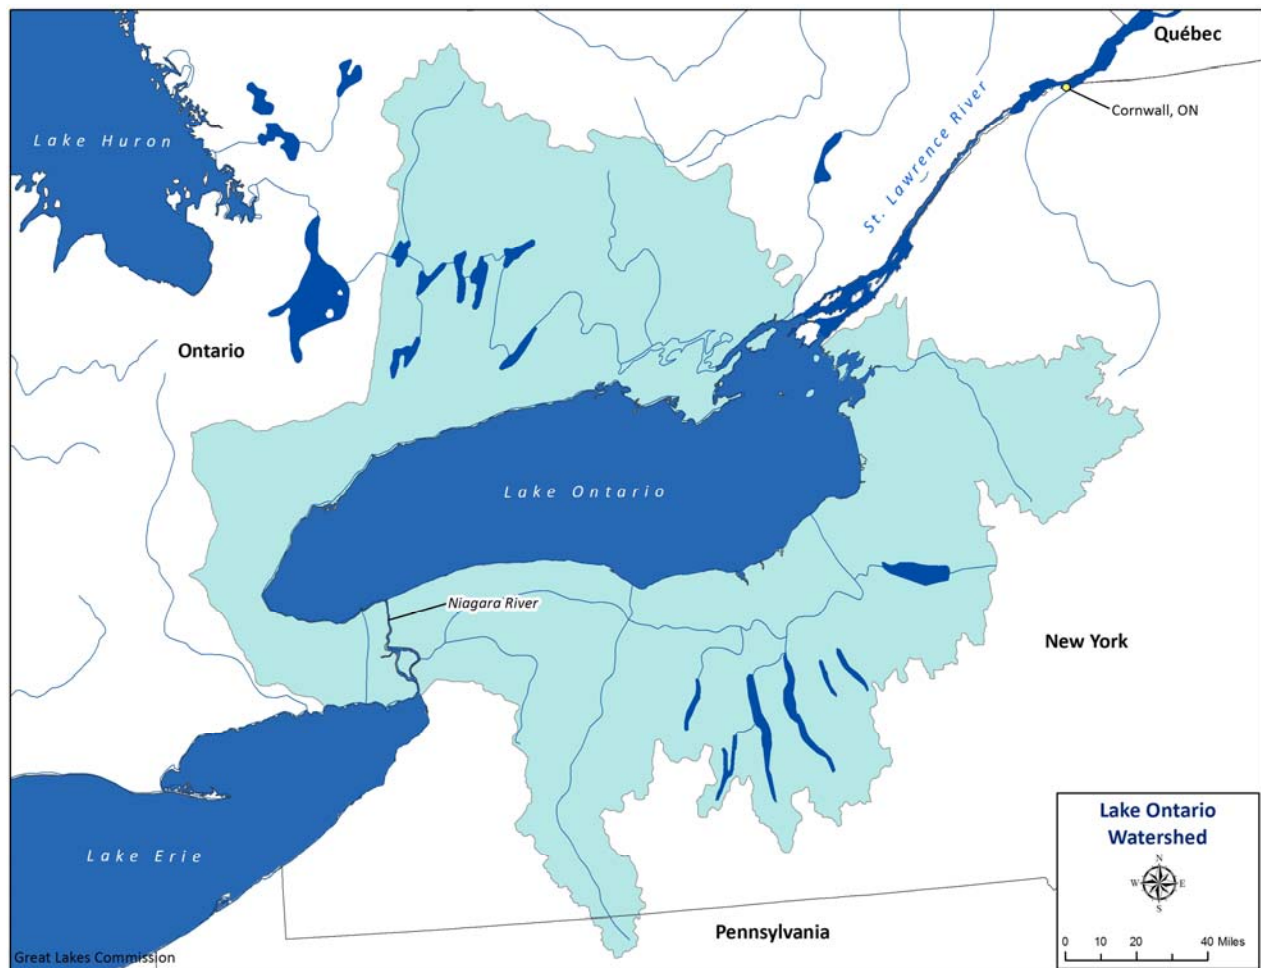 Québec
Cornwall, ON
Lake Huron
St. Lawrence River
Ontario
Lake Ontario
Niagara River
New York
Lake Erie
Pennsylvania
Lake Ontario
Watershed
N
W E
S
0 10 20 40 Miles
Great Lakes Commission